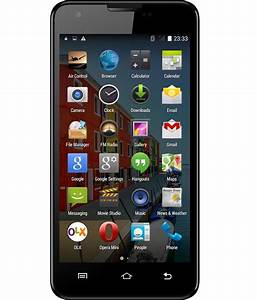 23:33
Air Control Browser Calculator Calendar
Camera Clock Downloads Email
File Manager FM Radio Gallery Gmail
Google Google Settings Hangouts Maps
Messaging Movie Studio Music News & Weather
OLX Opera Mini People Phone